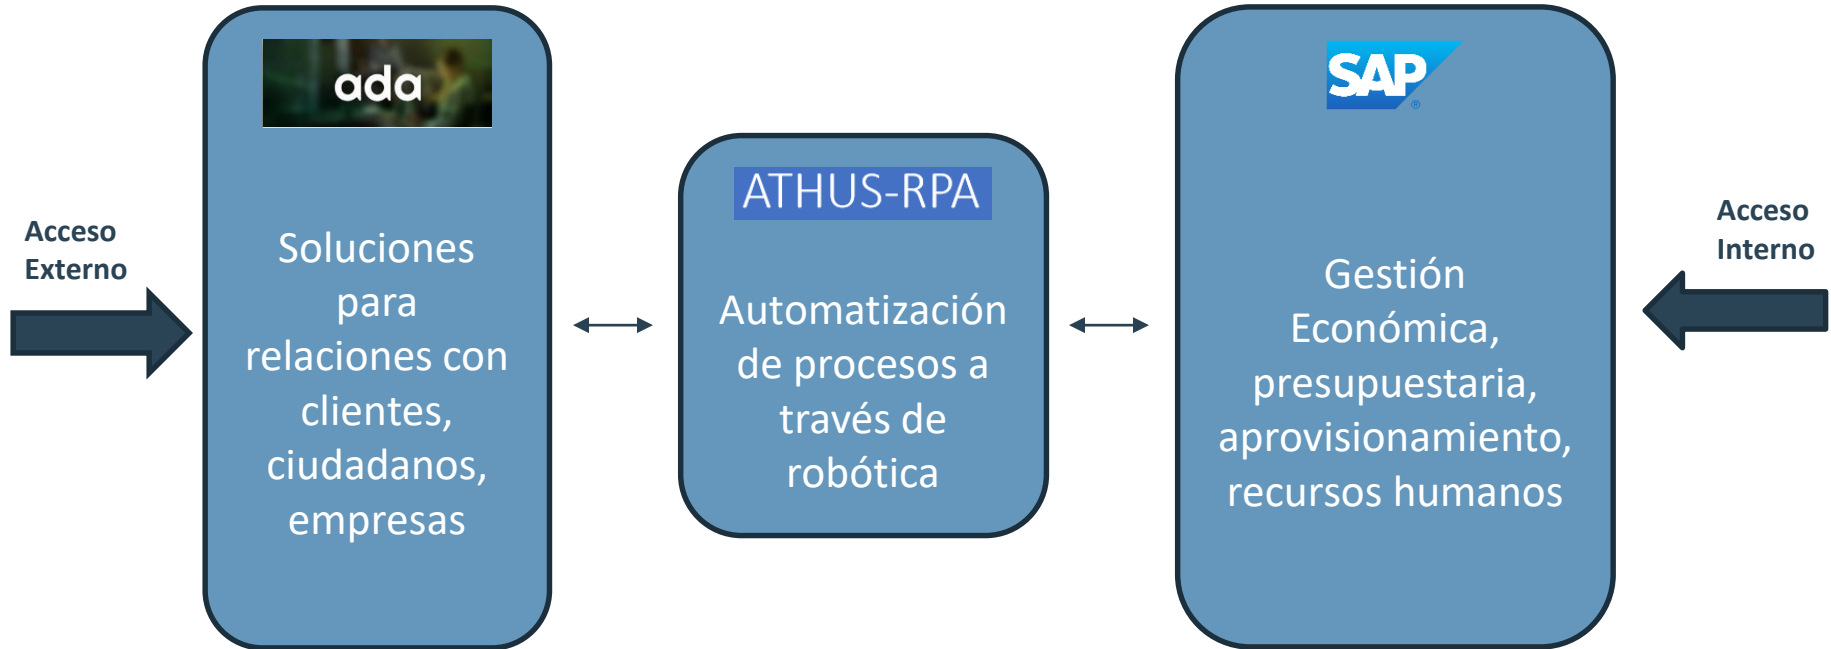 Acceso
Externo
ada
Soluciones
para
relaciones con
clientes,
ciudadanos,
empresas
ATHUS-RPA
Automatización
de procesos a
través de
robótica
SAP
®
Gestión
Económica,
presupuestaria,
aprovisionamiento,
recursos humanos
Acceso
Interno